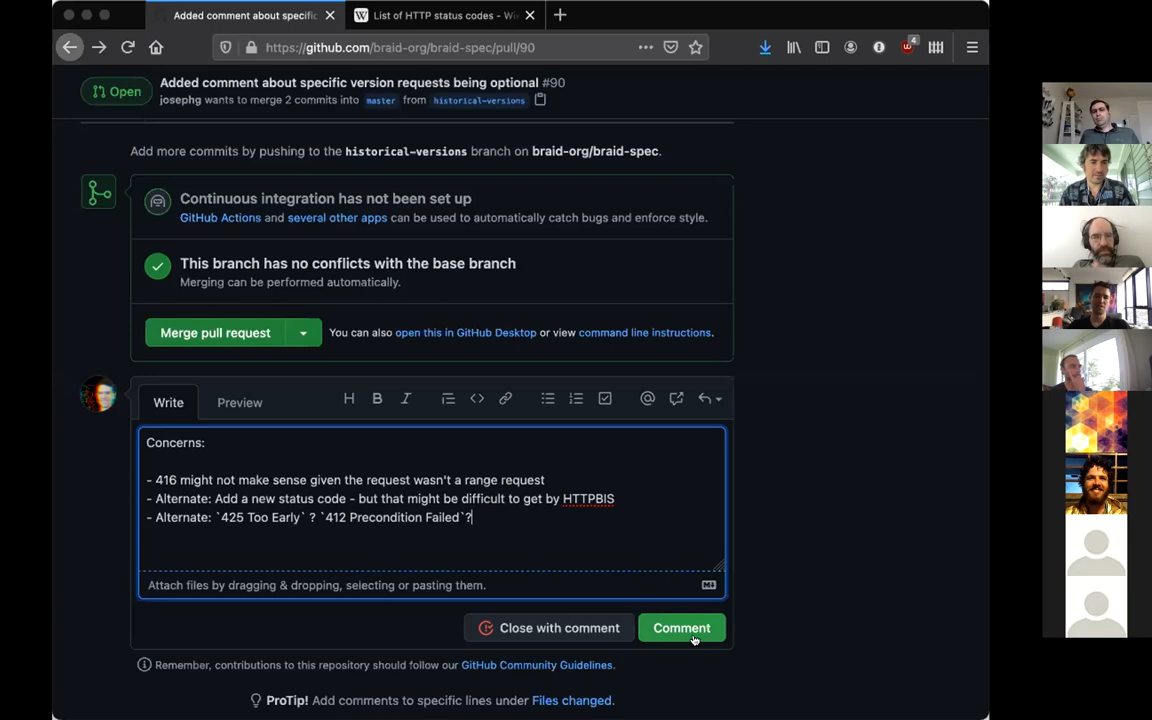 Added comment about specific
List of HTTP status codes - Wi
https://github.com/braid-org/braid-spec/pull/90
4
Open
Added comment about specific version requests being optional #90
josephg wants to merge 2 commits into master from historical-versions
Add more commits by pushing to the historical-versions branch on braid-org/braid-spec.
Continuous integration has not been set up
GitHub Actions and several other apps can be used to automatically catch bugs and enforce style.
This branch has no conflicts with the base branch
Merging can be performed automatically.
Merge pull request
You can also open this in GitHub Desktop or view command line instructions.
Write
Preview
Concerns:
- 416 might not make sense given the request wasn't a range request
- Alternate: Add a new status code - but that might be difficult to get by HTTPBIS
- Alternate: `425 Too Early` ? `412 Precondition Failed`?
Attach files by dragging & dropping, selecting or pasting them.
Close with comment
Comment
Remember, contributions to this repository should follow our GitHub Community Guidelines.
ProTip! Add comments to specific lines under Files changed.